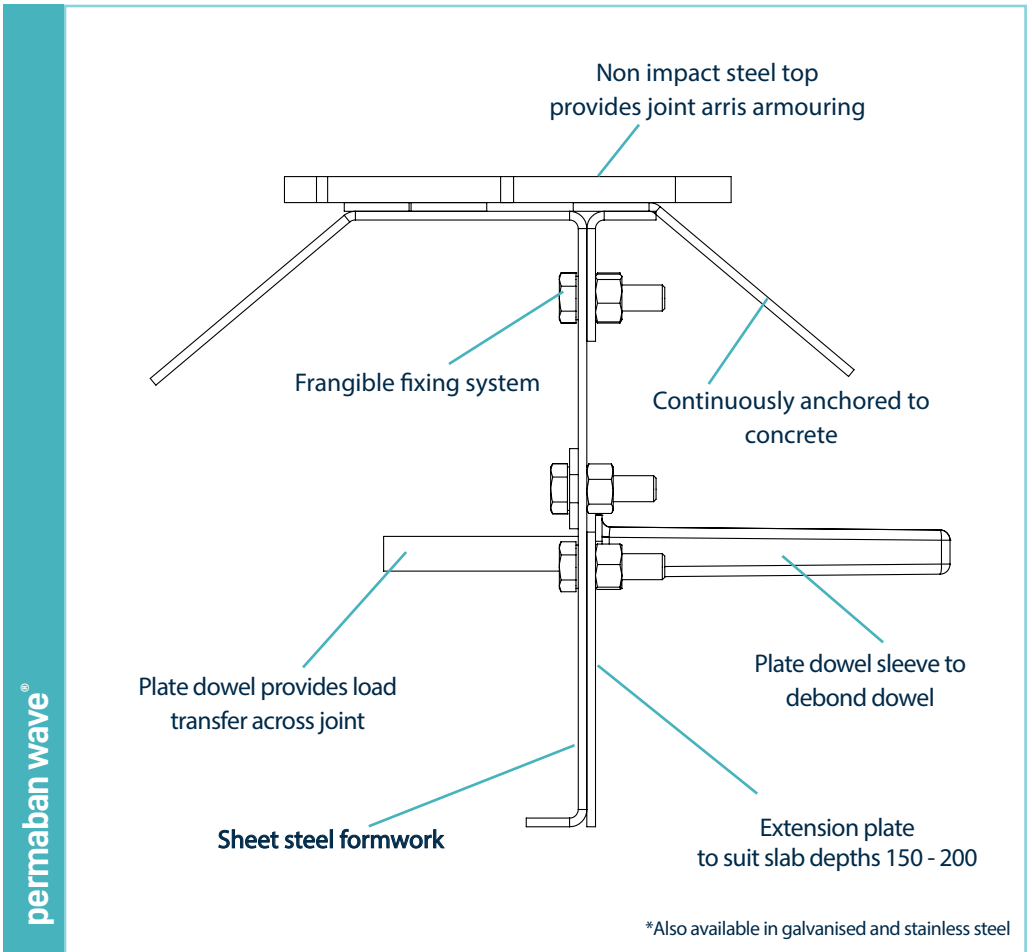 Non impact steel top
provides joint arris armouring
Frangible fixing system
Continuously anchored to
concrete
Plate dowel provides load
transfer across joint
Plate dowel sleeve to
debond dowel
Sheet steel formwork
Extension plate
to suit slab depths 150 - 200
*Also available in galvanised and stainless steel
permaban wave®